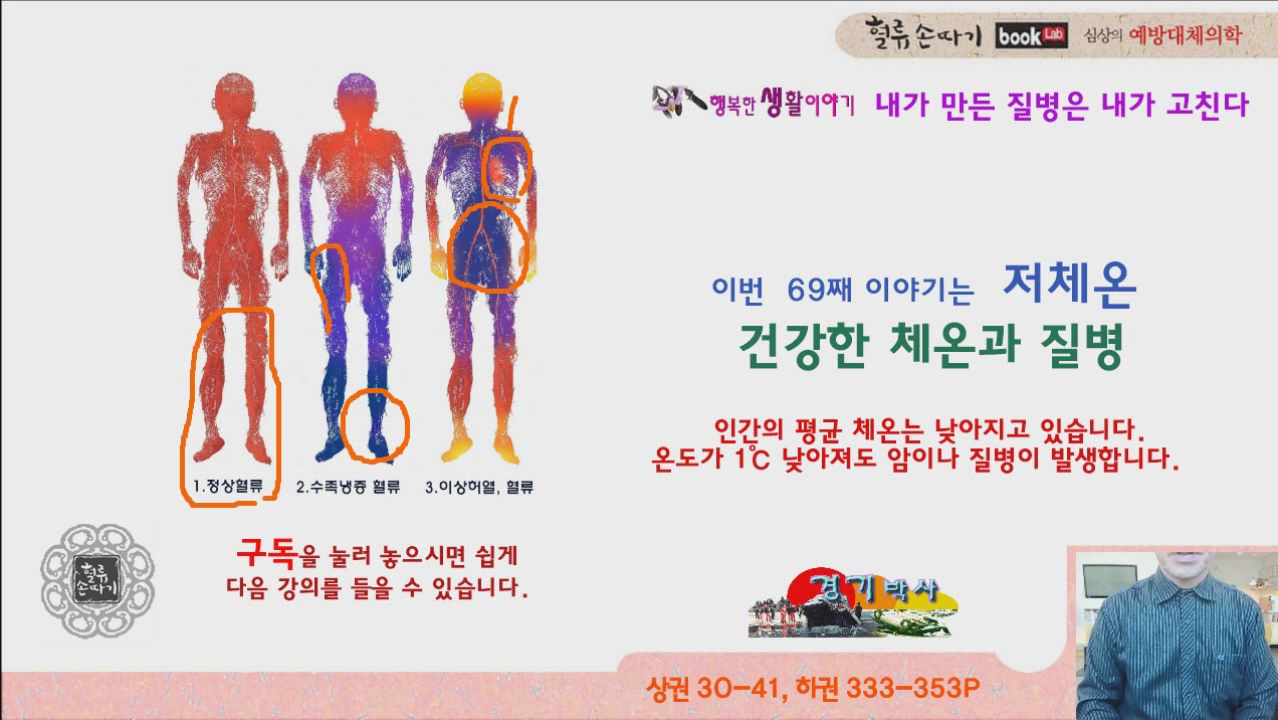 혈류 손따기 book Lab 심상의 예방대체의학
행복한 생활이야기 내가 만든 질병은 내가 고친다
이번 69째 이야기는 저체온
건강한 체온과 질병
인간의 평균 체온는 낮아지고 있습니다.
온도가 1℃ 낮아져도 암이나 질병이 발생합니다.
1.정상혈류
2.수족냉증 혈류
3.이상허열, 혈류
구독을 눌러 놓으시면 쉽게
다음 강의를 들을 수 있습니다.
혈류
손따기
경기박사
상권 30-41, 하권 333-353P